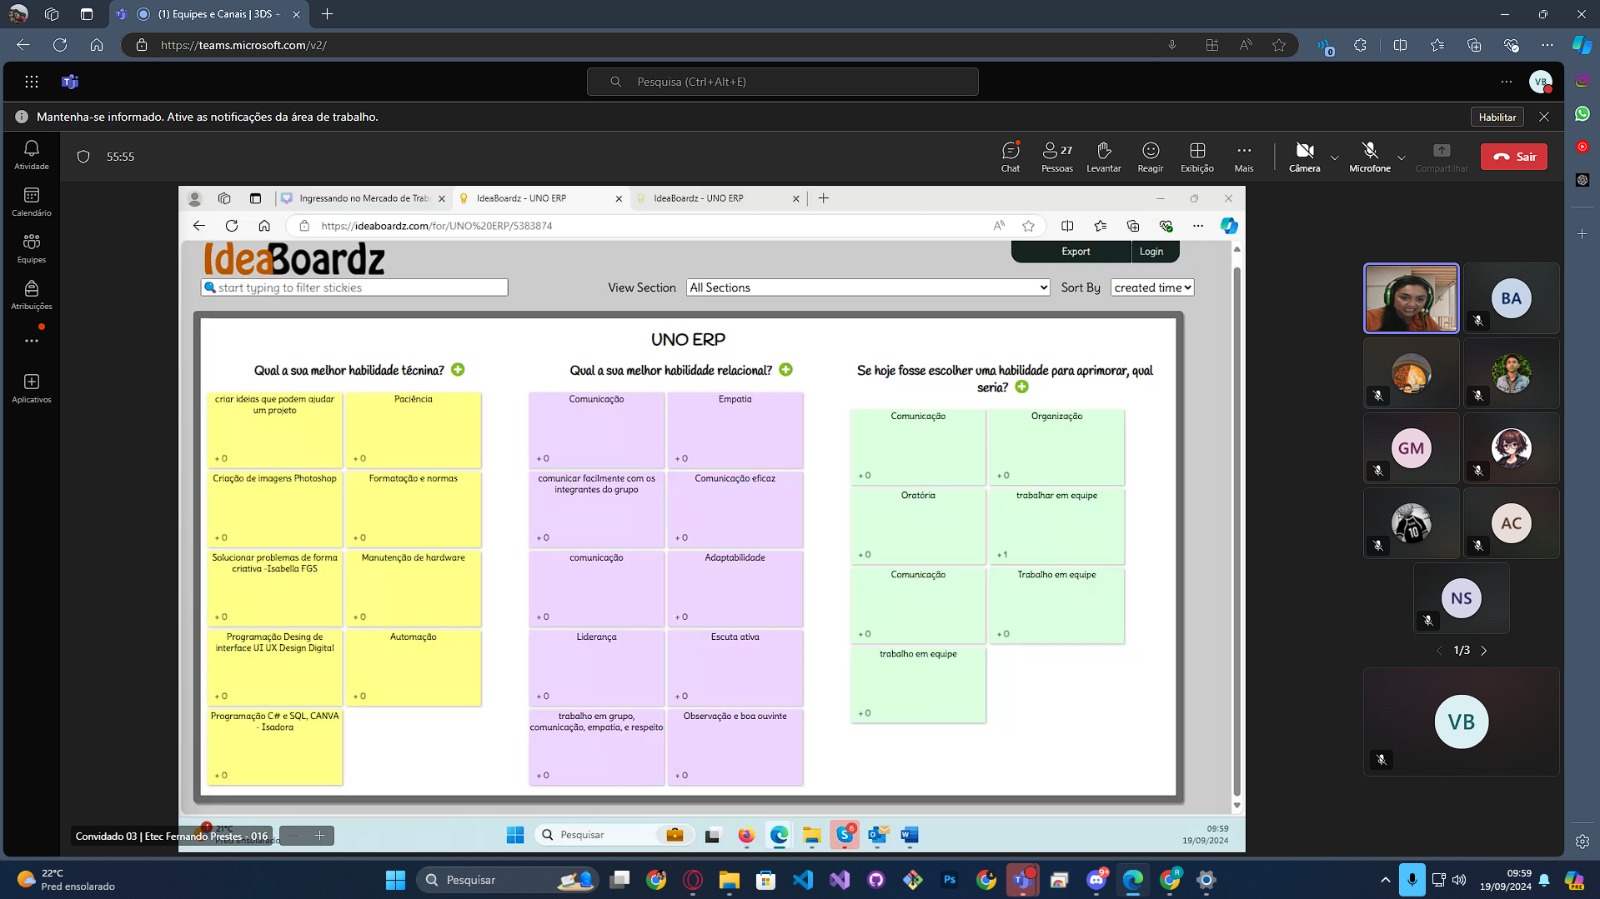 (1) Equipes e Canais | 3DS -
https://teams.microsoft.com/v2/
Pesquisa (Ctrl+Alt+E)
VB
Mantenha-se informado. Ative as notificações da área de trabalho.
Habilitar
Atividade
Calendário
Equipes
Atribuições
Aplicativos
55:55
Chat
27
Pessoas
Levantar
Reagir
Exibição
Mais
Câmera
Microfone
Compartilhar
Sair
Ingressando no Mercado de Trab
IdeaBoardz - UNO ERP
IdeaBoardz - UNO ERP
https://ideaboardz.com/for/UNO%20ERP/5383874
IdeaBoardz
Export
Login
start typing to filter stickies
View Section
All Sections
Sort By
created time
UNO ERP
Qual a sua melhor habilidade técnina?
criar ideias que podem ajudar
um projeto
+0
Paciência
+0
Criação de imagens Photoshop
+0
Formatação e normas
+0
Solucionar problemas de forma
criativa -Isabella FGS
+0
Manutenção de hardware
+0
Programação Desing de
interface UI UX Design Digital
+0
Automação
+0
Programação C# e SQL, CANVA
- Isadora
+0
Qual a sua melhor habilidade relacional?
Comunicação
+0
Empatia
+0
comunicar facilmente com os
integrantes do grupo
+0
Comunicação eficaz
+0
comunicação
+0
Adaptabilidade
+0
Liderança
+0
Escuta ativa
+0
trabalho em grupo,
comunicação, empatia, e respeito
+0
Observação e boa ouvinte
+0
Se hoje fosse escolher uma habilidade para aprimorar, qual
seria?
Comunicação
+0
Organização
+0
Oratória
+0
trabalhar em equipe
+1
Comunicação
+0
Trabalho em equipe
+0
trabalho em equipe
+0
BA
GM
AC
NS
1/3
VB
Convidado 03 | Etec Fernando Prestes - 016
21°C
Pred ensolarado
Pesquisar
09:59
19/09/2024
22°C
Pred ensolarado
Pesquisar
09:59
19/09/2024